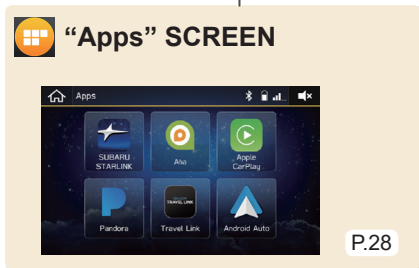 “Apps” SCREEN
Apps
SUBARU
STARLINK
Aha
Apple
CarPlay
TRAVEL LINK
Pandora
Travel Link
Android Auto
P.28